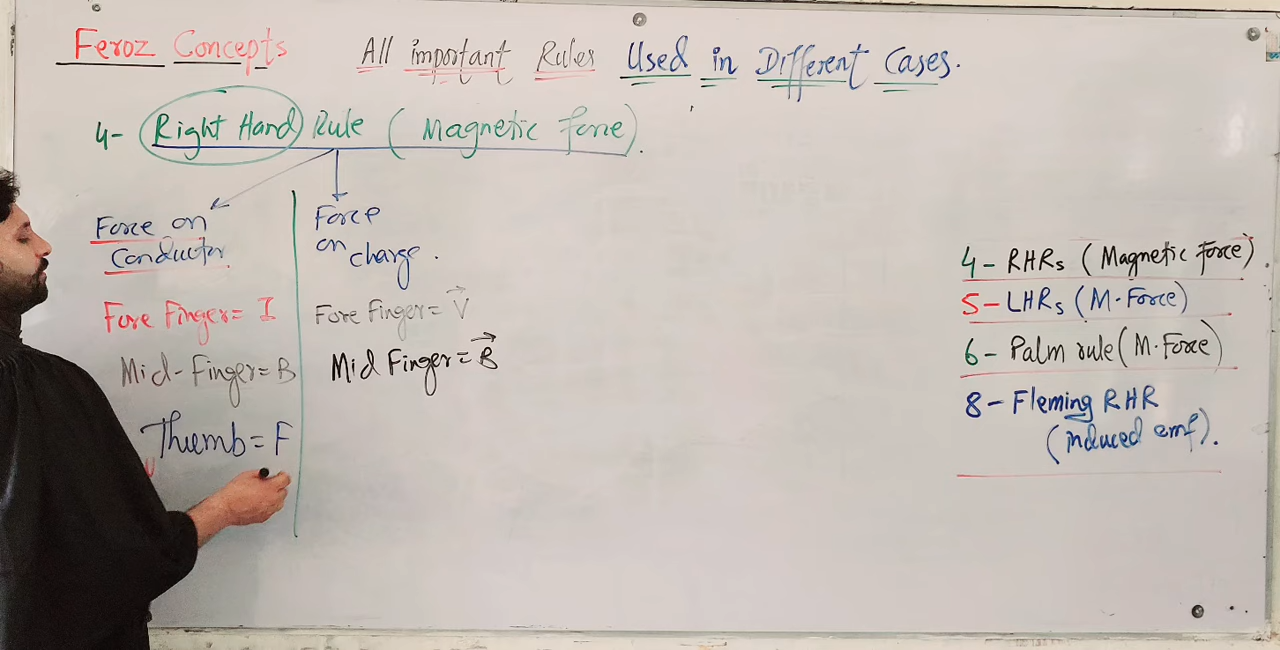 Feroz Concepts
All important Rules Used in Different Cases.
4- Right Hand Rule (Magnetic force).
Force on
Conductor
Fore Finger = I
Mid-Finger = B
Thumb = F
Force
on charge.
Fore Finger = V
Mid Finger = B
4- RHRs (Magnetic Force)
5- LHRs (M-Force)
6- Palm rule (M.Force)
8- Fleming RHR
(induced emf).